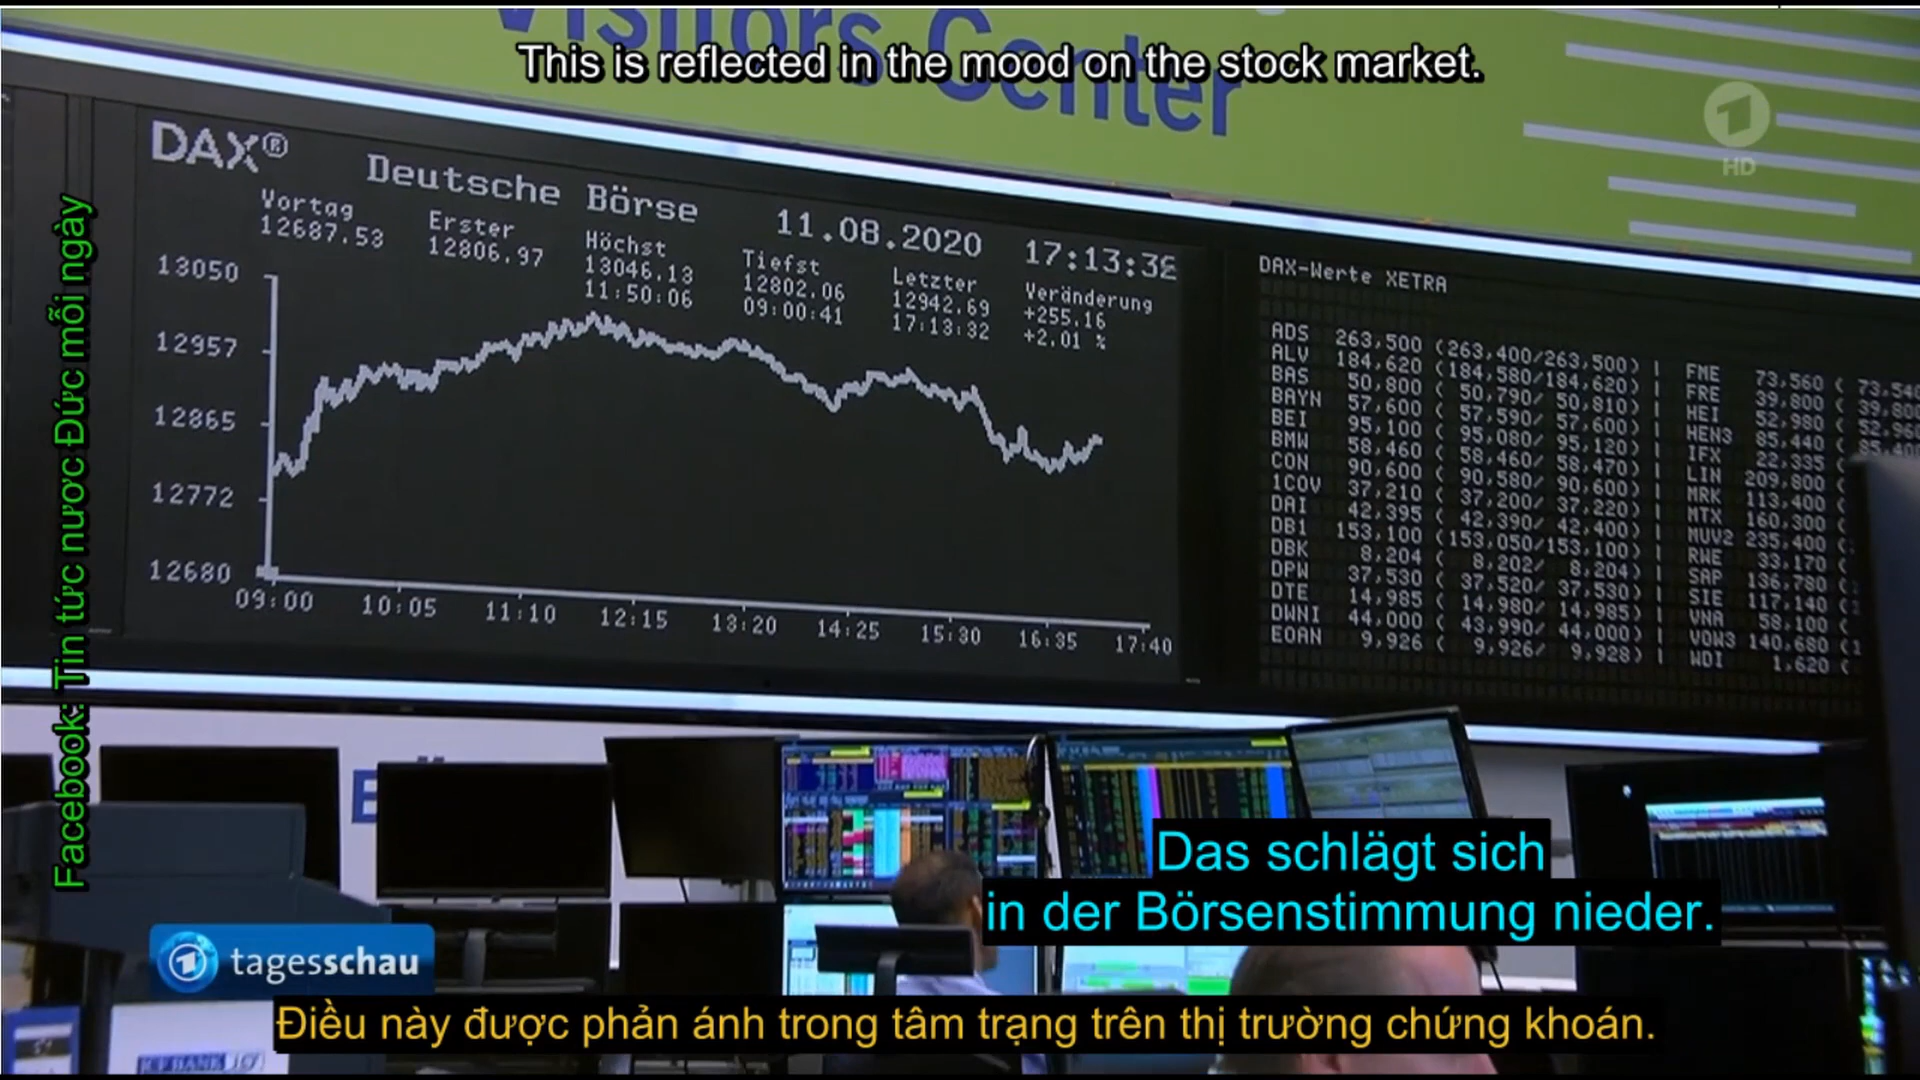 Visitors Center
This is reflected in the mood on the stock market.
HD
DAX®
Deutsche Börse 11.08.2020 17:13:38
Vortag Erster Höchst Tiefst Letzter Veränderung
12687.53 12806.97 13046.13 12802.06 12942.69 +255.16
11:50:06 09:00:41 17:13:32 +2.01 %
13050
12957
12865
12772
12680
09:00 10:05 11:10 12:15 13:20 14:25 15:30 16:35 17:40
DAX-Werte XETRA
ADS 263,500 (263,400/263,500) | FME 73,560 ( 73,540
ALV 184,620 (184,580/184,620) | FRE 39,800 ( 39,800
BAS 50,800 ( 50,790/ 50,810) | HEI 52,980 ( 52,960
BAYN 57,600 ( 57,590/ 57,600) | HEN3 85,440 ( 85,400
BEI 95,100 ( 95,080/ 95,120) | IFX 22,335 (
BMW 58,460 ( 58,460/ 58,470) | LIN 209,800 (
CON 90,600 ( 90,580/ 90,600) | MRK 113,400 (
1COV 37,210 ( 37,200/ 37,220) | MTX 160,300 (
DAI 42,395 ( 42,390/ 42,400) | MUV2 235,400 (
DB1 153,100 (153,050/153,100) | RWE 33,170 (
DBK 8,204 ( 8,202/ 8,204) | SAP 136,780 (
DPW 37,530 ( 37,520/ 37,530) | SIE 117,140 (
DTE 14,985 ( 14,980/ 14,985) | VNA 58,100 (
DWNI 44,000 ( 43,990/ 44,000) | VOW3 140,680 (1
EOAN 9,926 ( 9,926/ 9,928) | WDI 1,620 (
Facebook: Tin tức nước Đức mỗi ngày
Das schlägt sich
in der Börsenstimmung nieder.
tagesschau
Điều này được phản ánh trong tâm trạng trên thị trường chứng khoán.